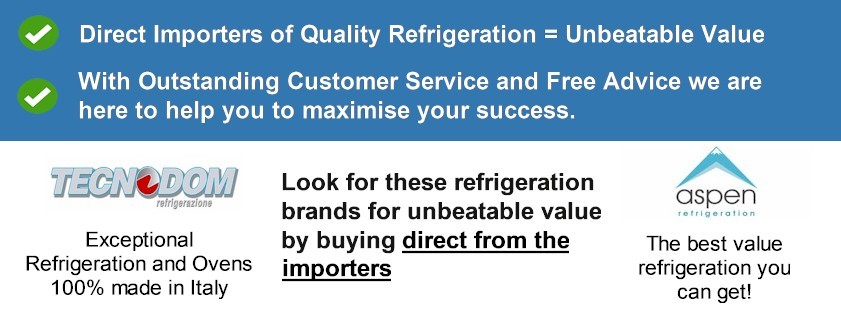 Direct Importers of Quality Refrigeration = Unbeatable Value
With Outstanding Customer Service and Free Advice we are
here to help you to maximise your success.
TECNODOM
refrigerazione
Exceptional
Refrigeration and Ovens
100% made in Italy
Look for these refrigeration
brands for unbeatable value
by buying direct from the
importers
aspen
refrigeration
The best value
refrigeration you
can get!